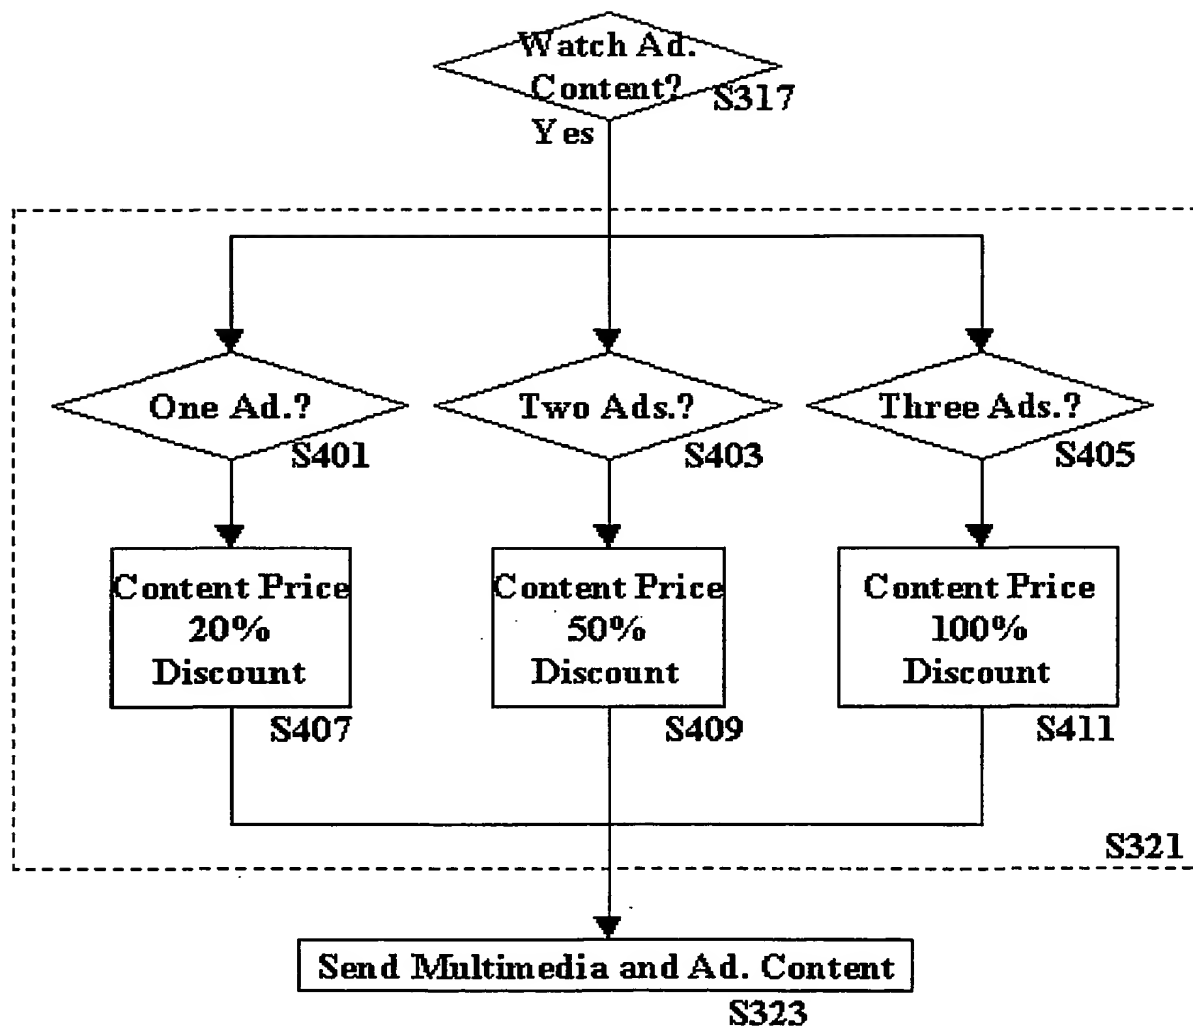 Watch Ad.
Content?
S317
Yes
One Ad.?
S401
Two Ads.?
S403
Three Ads.?
S405
Content Price
20%
Discount
S407
Content Price
50%
Discount
S409
Content Price
100%
Discount
S411
S321
Send Multimedia and Ad. Content
S323